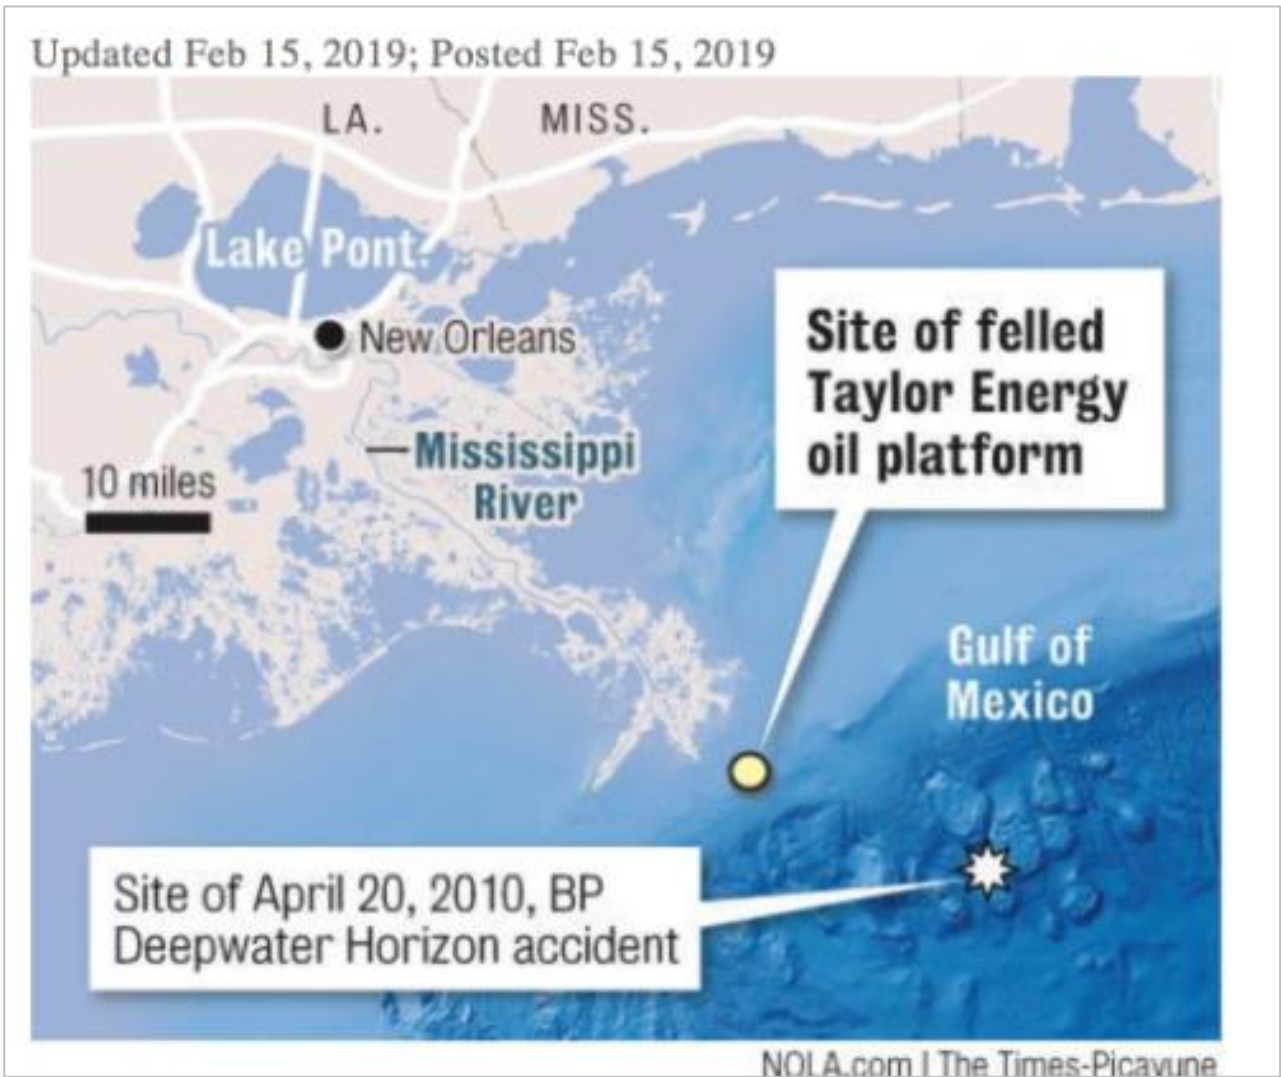 Updated Feb 15, 2019; Posted Feb 15, 2019
LA.
MISS.
Lake Pont.
New Orleans
Site of felled
Taylor Energy
oil platform
Mississippi
River
10 miles
Gulf of
Mexico
Site of April 20, 2010, BP
Deepwater Horizon accident
NOLA.com | The Times-Picayune